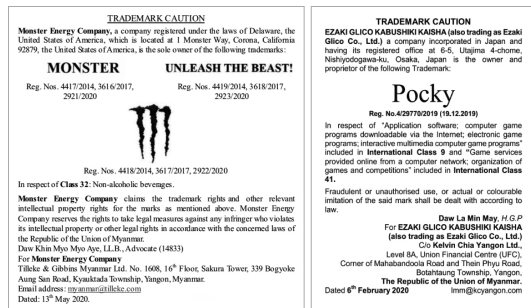 TRADEMARK CAUTION
Monster Energy Company, a company registered under the laws of Delaware, the
United States of America, which is located at 1 Monster Way, Corona, California
92879, the United States of America, is the sole owner of the following trademarks:
MONSTER
UNLEASH THE BEAST!
Reg. Nos. 4417/2014, 3616/2017,
2921/2020
Reg. Nos. 4419/2014, 3618/2017,
2923/2020
Reg. Nos. 4418/2014, 3617/2017, 2922/2020
In respect of Class 32: Non-alcoholic beverages.
Monster Energy Company claims the trademark rights and other relevant
intellectual property rights for the marks as mentioned above. Monster Energy
Company reserves the rights to take legal measures against any infringer who violates
its intellectual property or other legal rights in accordance with the concerned laws of
the Republic of the Union of Myanmar.
Daw Khin Myo Myo Aye, LL.B., Advocate (14833)
For Monster Energy Company
Tilleke & Gibbins Myanmar Ltd. No. 1608, 16th Floor, Sakura Tower, 339 Bogyoke
Aung San Road, Kyauktada Township, Yangon, Myanmar.
Email address: myanmar@tilleke.com
Dated: 13th May. 2020.
TRADEMARK CAUTION
EZAKI GLICO KABUSHIKI KAISHA (also trading as Ezaki
Glico Co., Ltd.) a company incorporated in Japan and
having its registered office at 6-5, Utajima 4-chome,
Nishiyodogawa-ku, Osaka, Japan is the owner and
proprietor of the following Trademark:
Pocky
Reg. No.4/29770/2019 (19.12.2019)
In respect of "Application software; computer game
programs downloadable via the Internet; electronic game
programs; interactive multimedia computer game programs"
included in International Class 9 and "Game services
provided online from a computer network; organization of
games and competitions" included in International Class
41.
Fraudulent or unauthorised use, or actual or colourable
imitation of the said mark shall be dealt with according to
law.
Daw La Min May, H.G.P
For EZAKI GLICO KABUSHIKI KAISHA
(also trading as Ezaki Glico Co., Ltd.)
C/o Kelvin Chia Yangon Ltd.,
Level 8A, Union Financial Centre (UFC),
Corner of Mahabandoola Road and Thein Phyu Road,
Botahtaung Township, Yangon,
The Republic of the Union of Myanmar.
Dated 6th February 2020 lmm@kcyangon.com